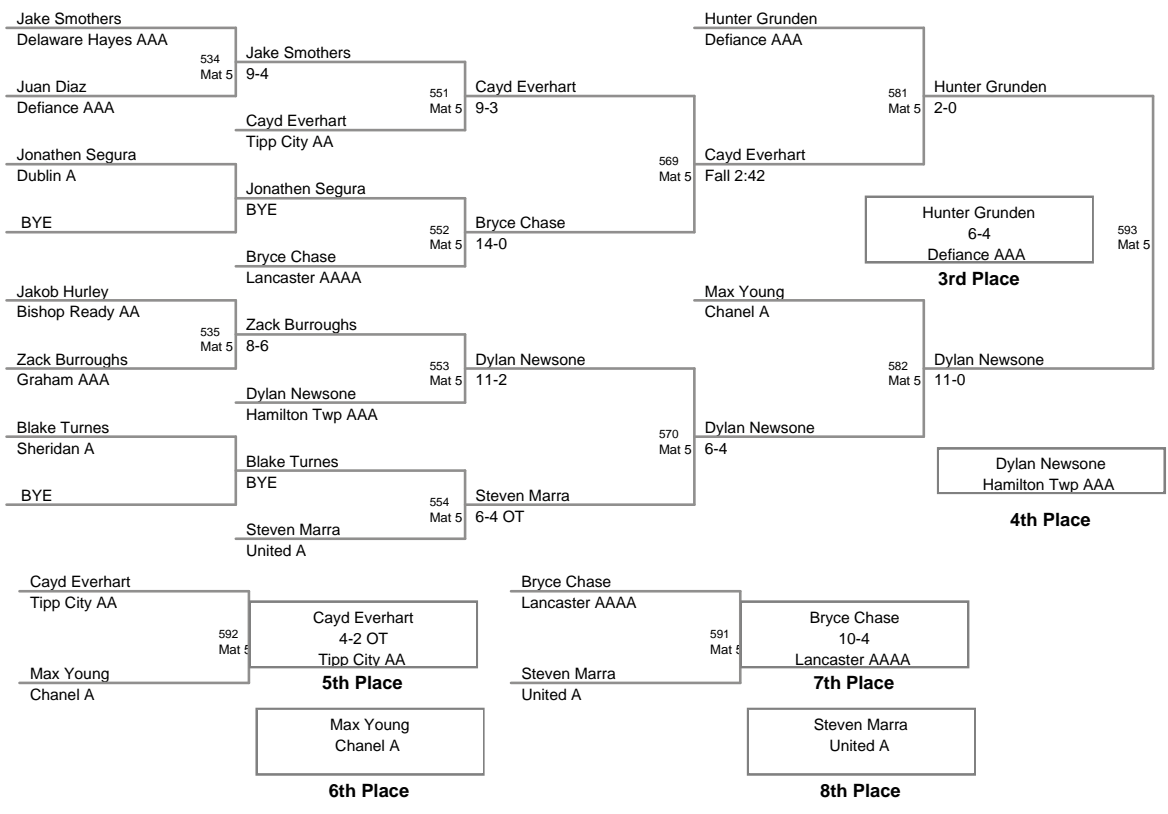 Jake Smothers
Delaware Hayes AAA
534
Mat 5
Juan Diaz
Defiance AAA
Jonathen Segura
Dublin A
BYE
Jakob Hurley
Bishop Ready AA
535
Mat 5
Zack Burroughs
Graham AAA
Blake Turnes
Sheridan A
BYE
Jake Smothers
9-4
551
Mat 5
Cayd Everhart
Tipp City AA
Jonathen Segura
BYE
552
Mat 5
Bryce Chase
Lancaster AAAA
Zack Burroughs
8-6
553
Mat 5
Dylan Newsone
Hamilton Twp AAA
Blake Turnes
BYE
554
Mat 5
Steven Marra
United A
Cayd Everhart
9-3
569
Mat 5
Bryce Chase
14-0
Dylan Newsone
11-2
570
Mat 5
Steven Marra
6-4 OT
Hunter Grunden
Defiance AAA
581
Mat 5
Cayd Everhart
Fall 2:42
Max Young
Chanel A
582
Mat 5
Dylan Newsone
6-4
Hunter Grunden
2-0
593
Mat 5
Dylan Newsone
11-0
Hunter Grunden
6-4
Defiance AAA
3rd Place
Dylan Newsone
Hamilton Twp AAA
4th Place
Cayd Everhart
Tipp City AA
592
Mat 5
Max Young
Chanel A
Cayd Everhart
4-2 OT
Tipp City AA
5th Place
Max Young
Chanel A
6th Place
Bryce Chase
Lancaster AAAA
591
Mat 5
Steven Marra
United A
Bryce Chase
10-4
Lancaster AAAA
7th Place
Steven Marra
United A
8th Place